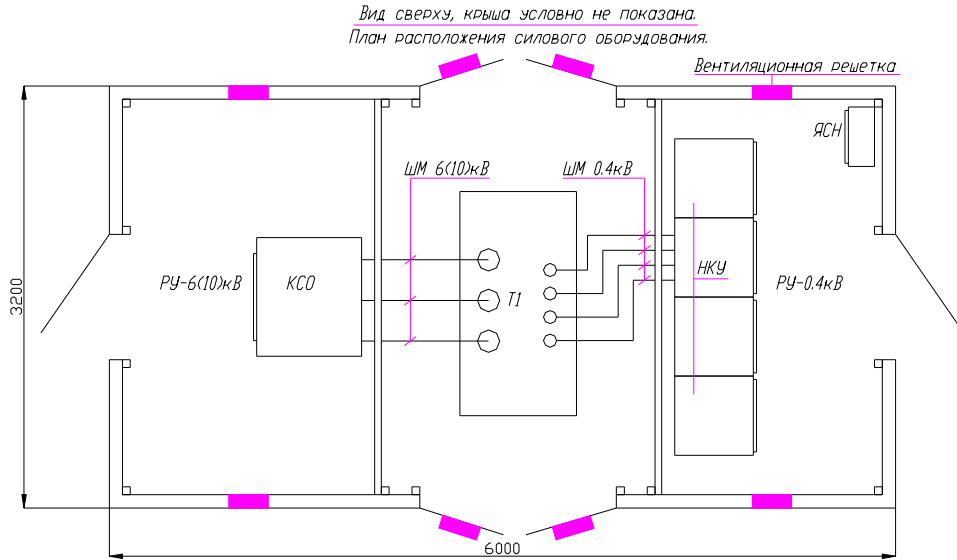 Вид сверху, крыша условно не показана.
План расположения силового оборудования.
Вентиляционная решетка
ЯСН
ШМ 6(10)кВ
ШМ 0.4кВ
РУ-6(10)кВ
КСО
Т1
НКУ
РУ-0.4кВ
3200
6000